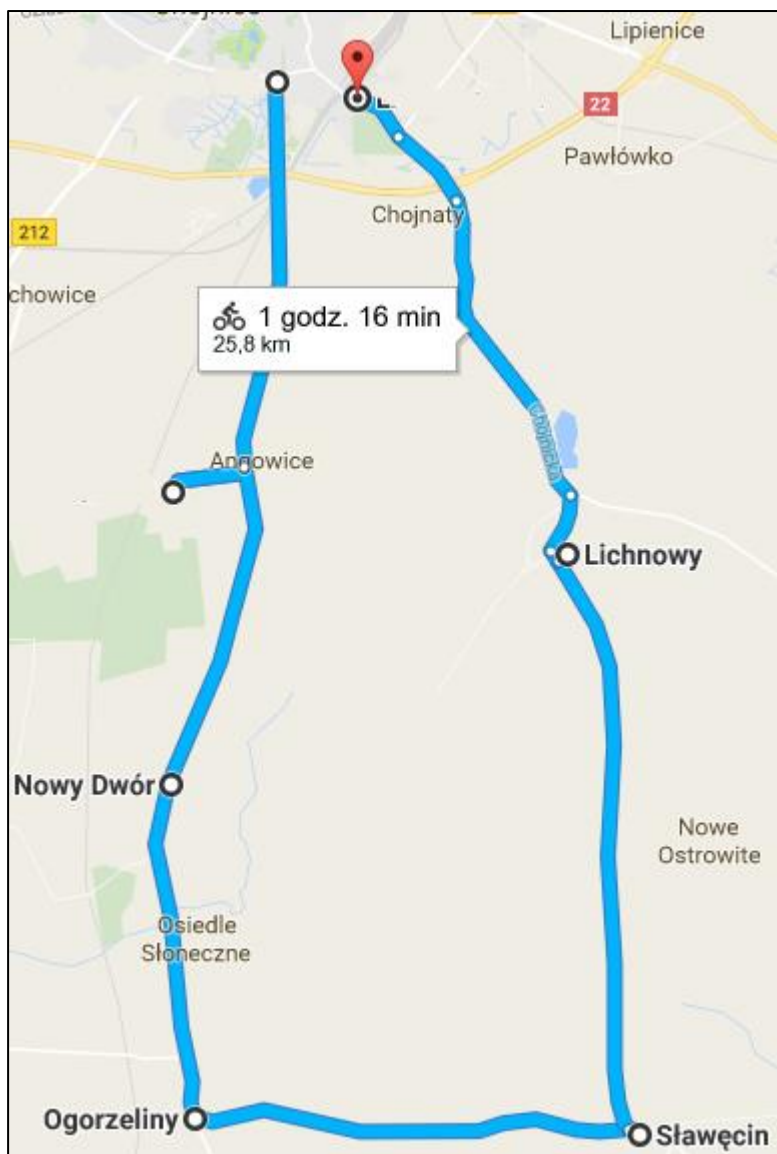 Lipienice
22
Pawłówko
Chojnaty
212
chowice
1 godz. 16 min
25,8 km
Chojnicka
Angowice
Lichnowy
Nowy Dwór
Nowe
Ostrowite
Osiedle
Słoneczne
Ogorzeliny
Sławęcin